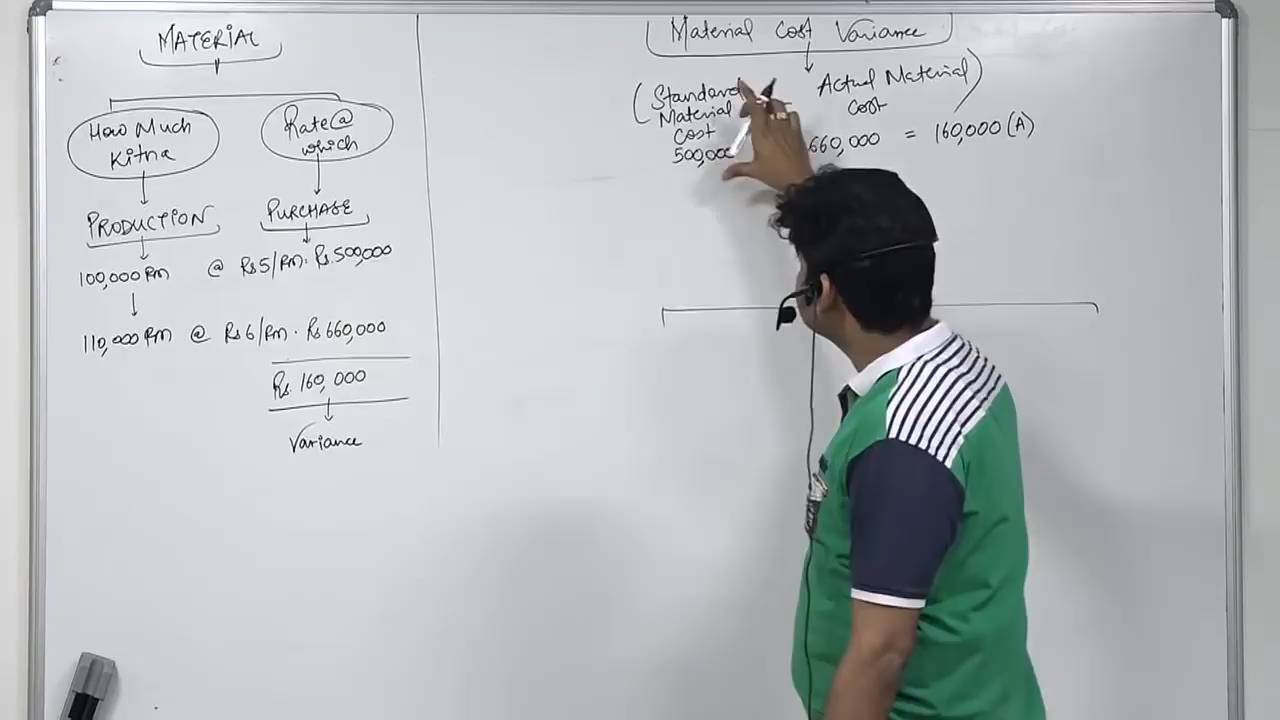 MATERIAL
How Much
Kitna
Rate@
which
PRODUCTION
PURCHASE
100,000 RM @ Rs 5/RM. Rs. 500,000
110,000 RM @ Rs 6/RM. Rs 660,000
Rs. 160,000
Variance
Material Cost Variance
(Standard
Material
Cost
Actual Material)
Cost
500,000 660,000 = 160,000 (A)